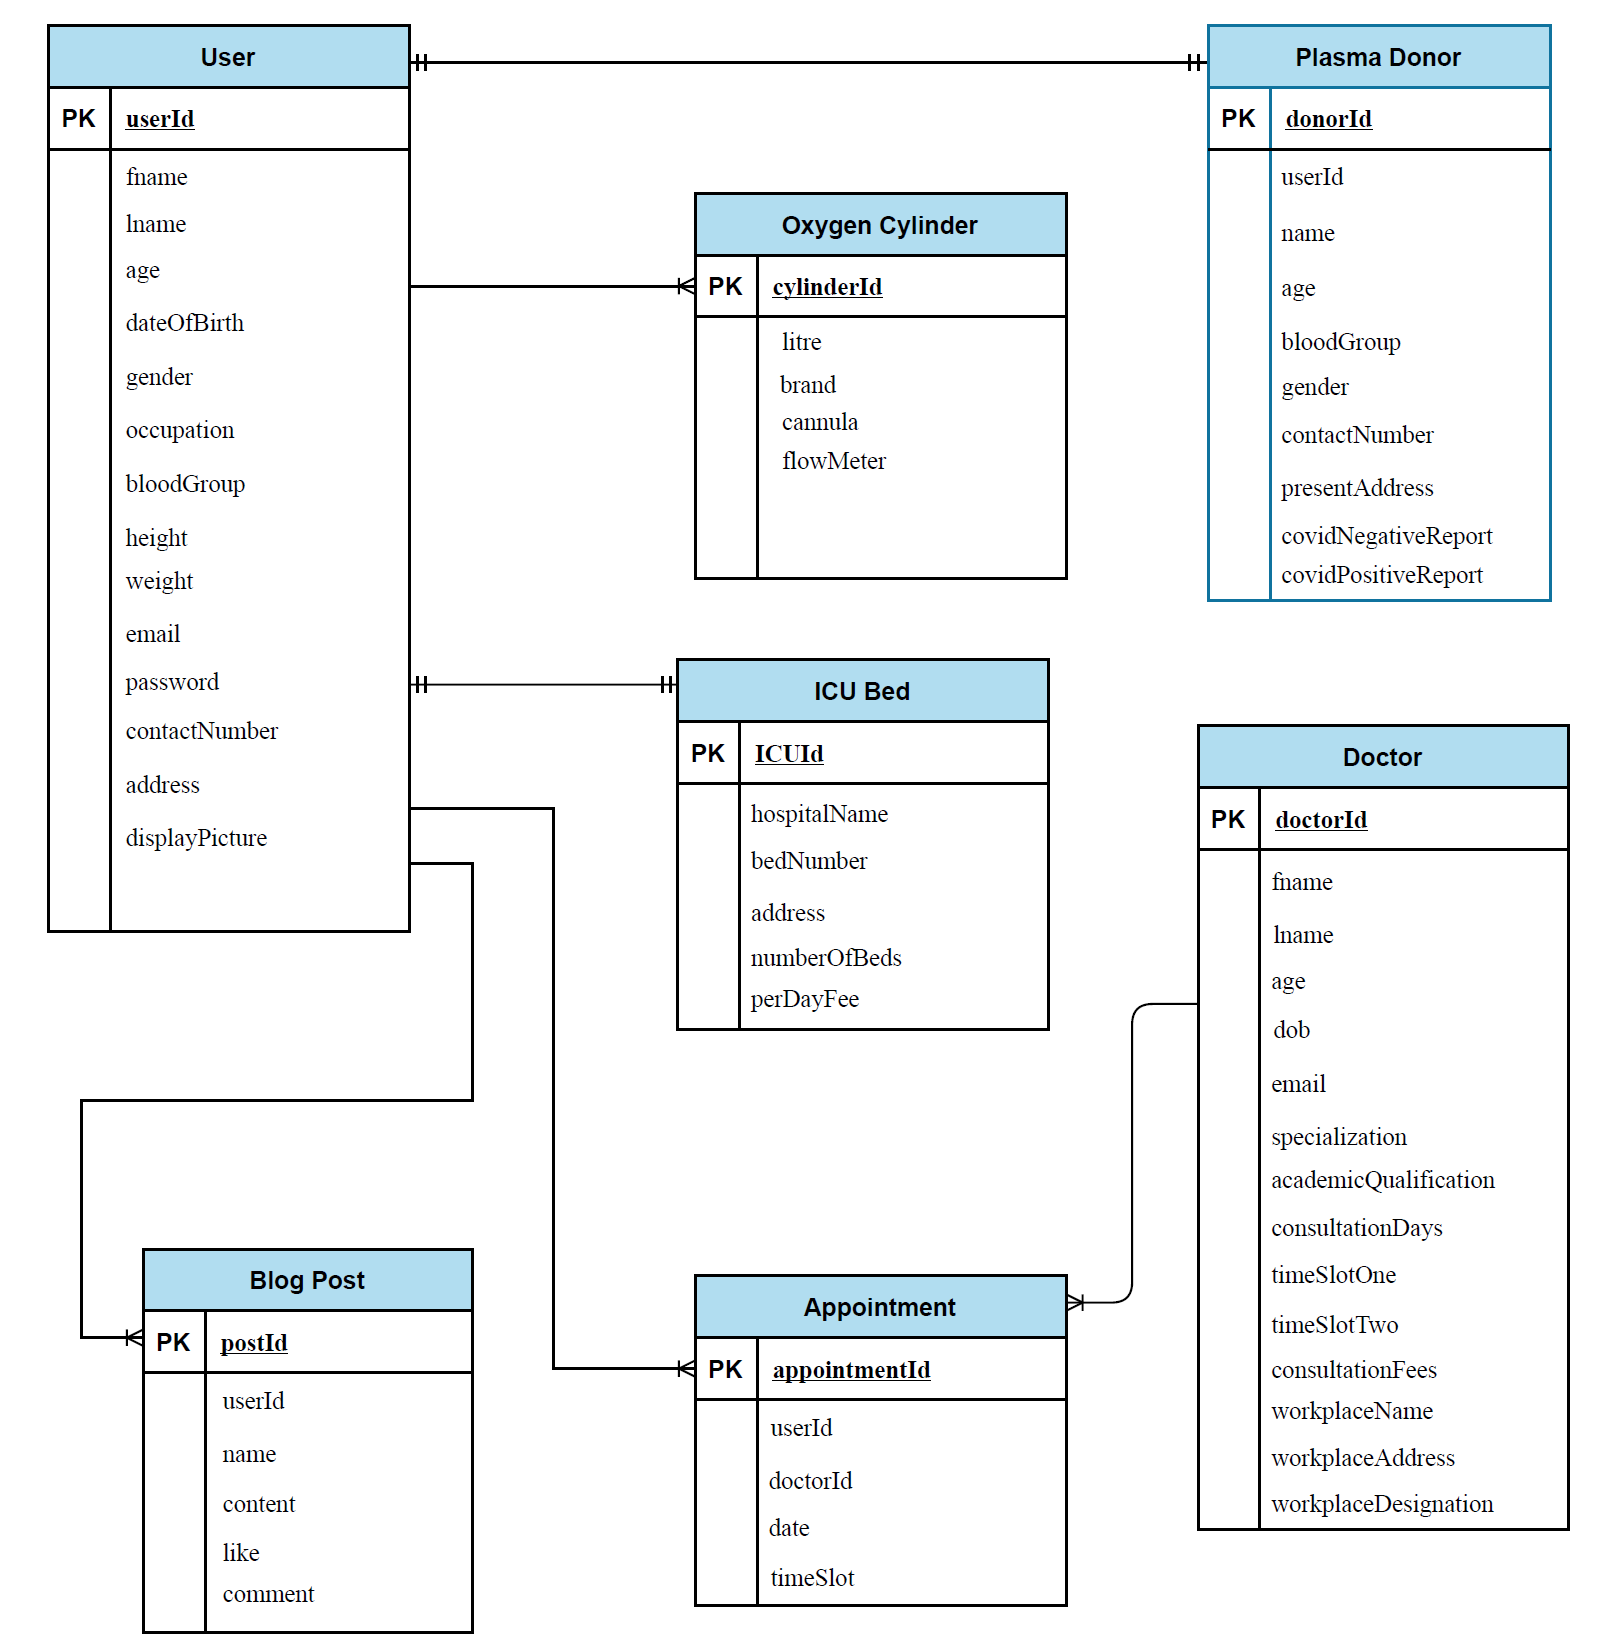 User
PK userId
fname
lname
age
dateOfBirth
gender
occupation
bloodGroup
height
weight
email
password
contactNumber
address
displayPicture
Plasma Donor
PK donorId
userId
name
age
bloodGroup
gender
contactNumber
presentAddress
covidNegativeReport
covidPositiveReport
Oxygen Cylinder
PK cylinderId
litre
brand
cannula
flowMeter
ICU Bed
PK ICUId
hospitalName
bedNumber
address
numberOfBeds
perDayFee
Doctor
PK doctorId
fname
lname
age
dob
email
specialization
academicQualification
consultationDays
timeSlotOne
timeSlotTwo
consultationFees
workplaceName
workplaceAddress
workplaceDesignation
Blog Post
PK postId
userId
name
content
like
comment
Appointment
PK appointmentId
userId
doctorId
date
timeSlot